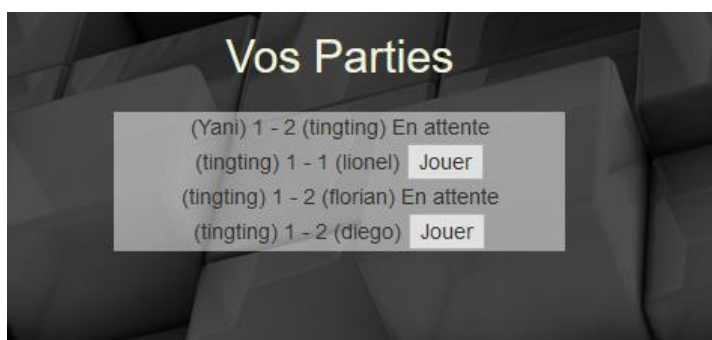 Vos Parties
(Yani) 1 - 2 (tingting) En attente
(tingting) 1 - 1 (lionel) Jouer
(tingting) 1 - 2 (florian) En attente
(tingting) 1 - 2 (diego) Jouer